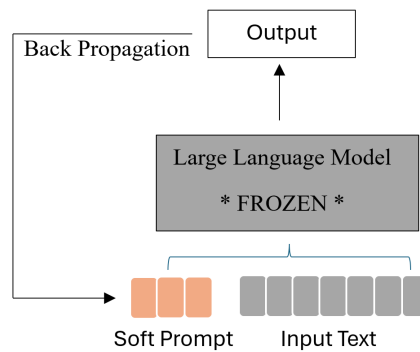 Output
Back Propagation
Large Language Model
* FROZEN *
Soft Prompt
Input Text